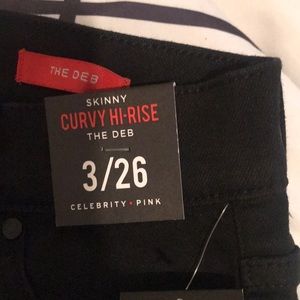 THE DEB
SKINNY
CURVY HI-RISE
THE DEB
3/26
CELEBRITY • PINK